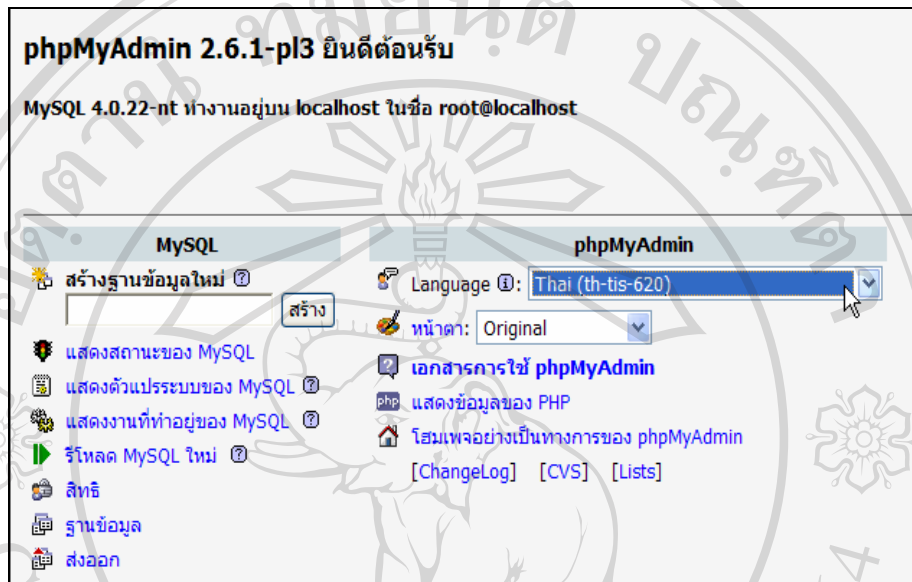 phpMyAdmin 2.6.1-pl3 ยินดีต้อนรับ
MySQL 4.0.22-nt ทำงานอยู่บน localhost ในชื่อ root@localhost
MySQL
สร้างฐานข้อมูลใหม่
สร้าง
แสดงสถานะของ MySQL
แสดงตัวแปรระบบของ MySQL
แสดงงานที่ทำอยู่ของ MySQL
รีโหลด MySQL ใหม่
สิทธิ
ฐานข้อมูล
ส่งออก
phpMyAdmin
Language : Thai (th-tis-620)
หน้าตา: Original
เอกสารการใช้ phpMyAdmin
php แสดงข้อมูลของ PHP
โฮมเพจอย่างเป็นทางการของ phpMyAdmin
[ChangeLog] [CVS] [Lists]